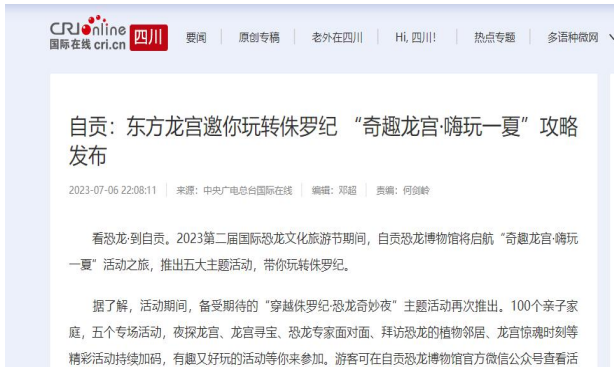 CRJOnline
国际在线 cri.cn 四川 要闻 原创专稿 老外在四川 Hi, 四川! 热点专题 多语种微网
自贡：东方龙宫邀你玩转侏罗纪 “奇趣龙宫·嗨玩一夏”攻略
发布
2023-07-06 22:08:11 来源：中央广电总台国际在线 编辑：邓超 责编：何剑岭
看恐龙·到自贡。2023第二届国际恐龙文化旅游节期间，自贡恐龙博物馆将启航“奇趣龙宫·嗨玩
一夏”活动之旅，推出五大主题活动，带你玩转侏罗纪。
据了解，活动期间，备受期待的“穿越侏罗纪·恐龙奇妙夜”主题活动再次推出。100个亲子家
庭，五个专场活动，夜探龙宫、龙宫寻宝、恐龙专家面对面、拜访恐龙的植物邻居、龙宫惊魂时刻等
精彩活动持续加码，有趣又好玩的活动等你来参加。游客可在自贡恐龙博物馆官方微信公众号查看活